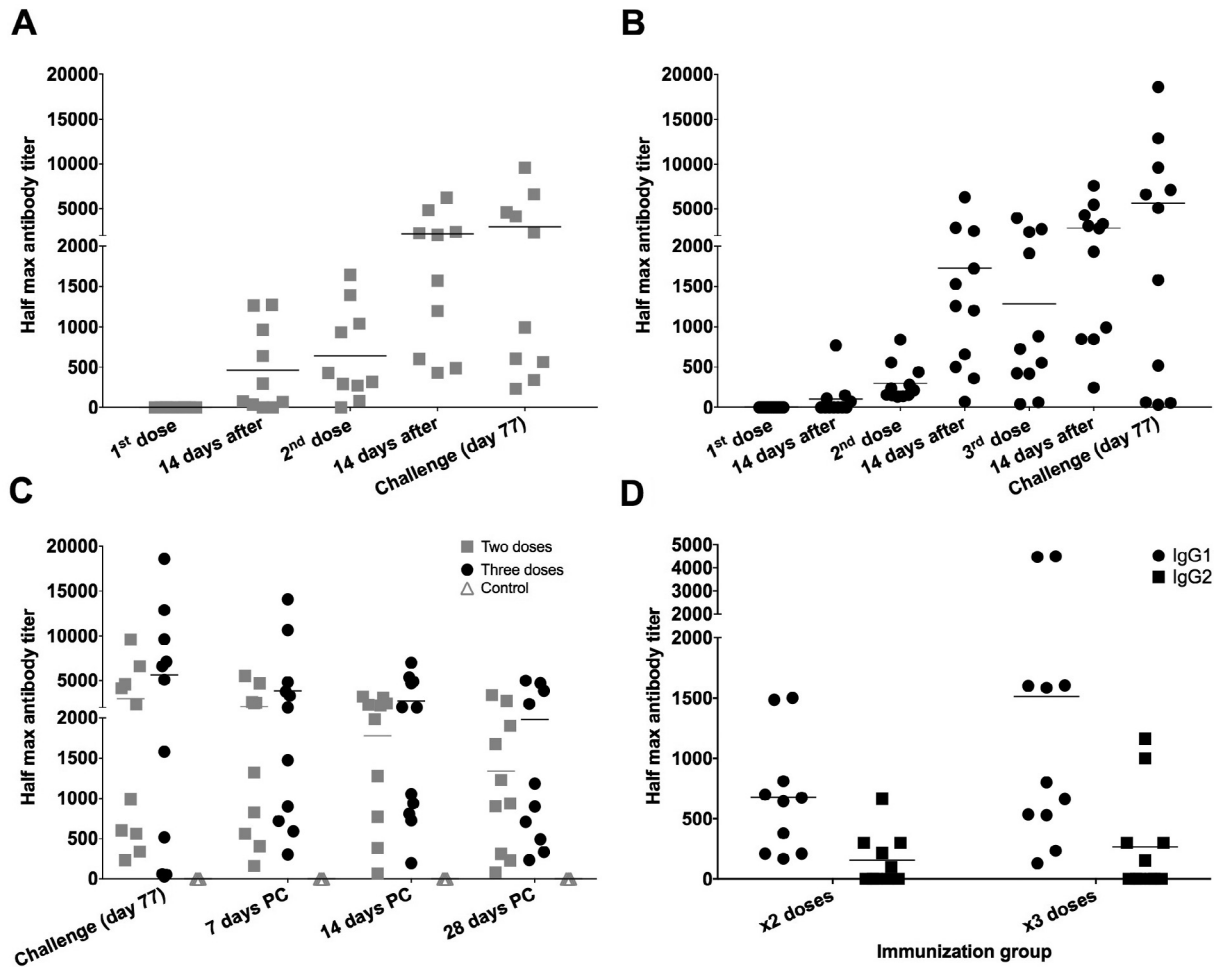 A
Half max antibody titer
20000
15000
10000
5000
2000
1500
1000
500
0
1st dose
14 days after
2nd dose
14 days after
Challenge (day 77)
B
Half max antibody titer
20000
15000
10000
5000
2000
1500
1000
500
0
1st dose
14 days after
2nd dose
14 days after
3rd dose
14 days after
Challenge (day 77)
C
Half max antibody titer
20000
15000
10000
5000
2000
1500
1000
500
0
Two doses
Three doses
Control
Challenge (day 77)
7 days PC
14 days PC
28 days PC
D
Half max antibody titer
5000
4000
3000
2000
2000
1500
1000
500
0
IgG1
IgG2
x2 doses
x3 doses
Immunization group